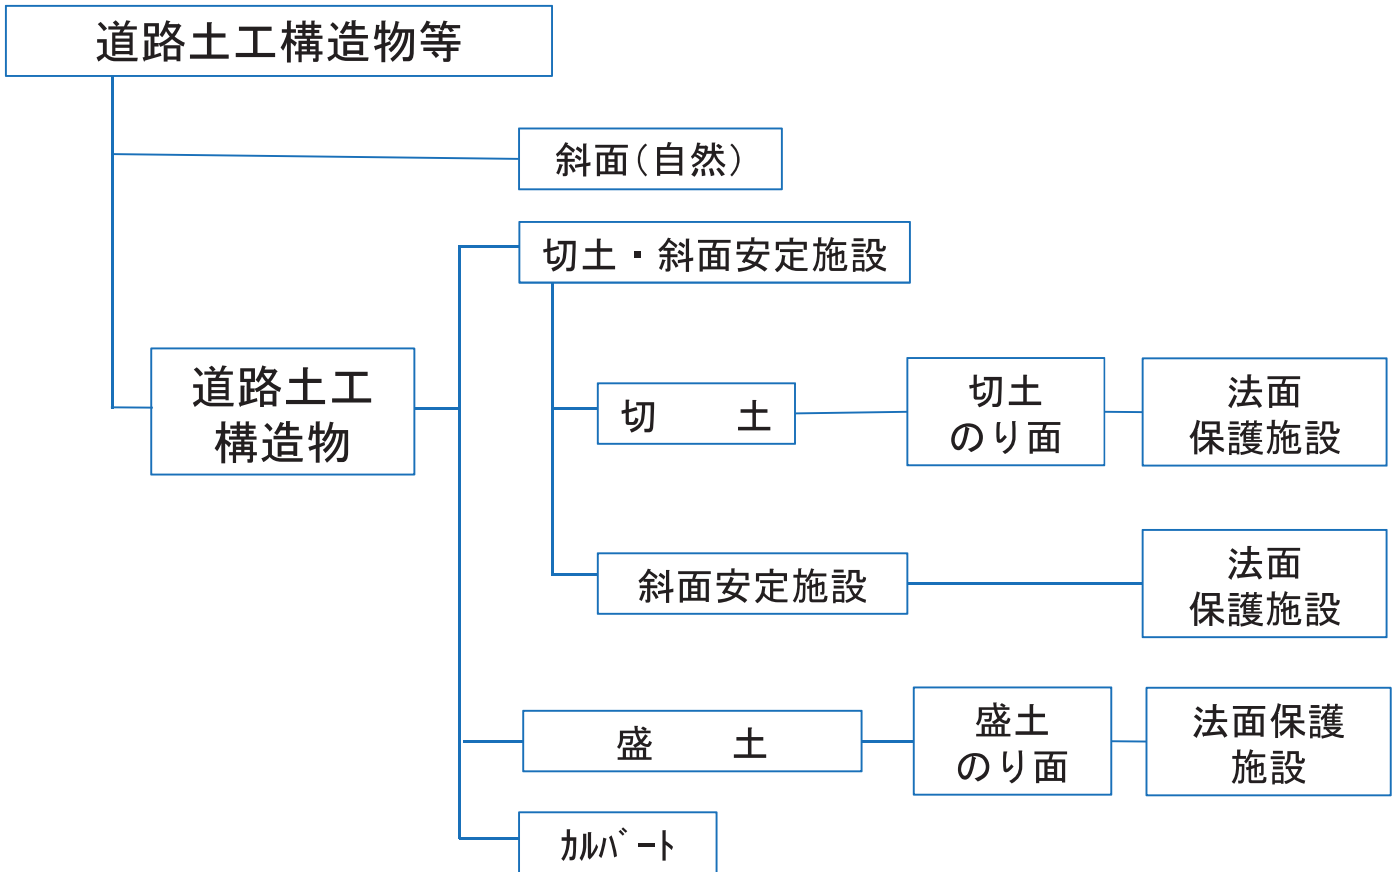 道路土工構造物等
斜面(自然)
切土・斜面安定施設
道路土工
構造物
切　　土
切土
のり面
法面
保護施設
斜面安定施設
法面
保護施設
盛　　土
盛土
のり面
法面保護
施設
ｶﾙﾊﾞｰﾄ